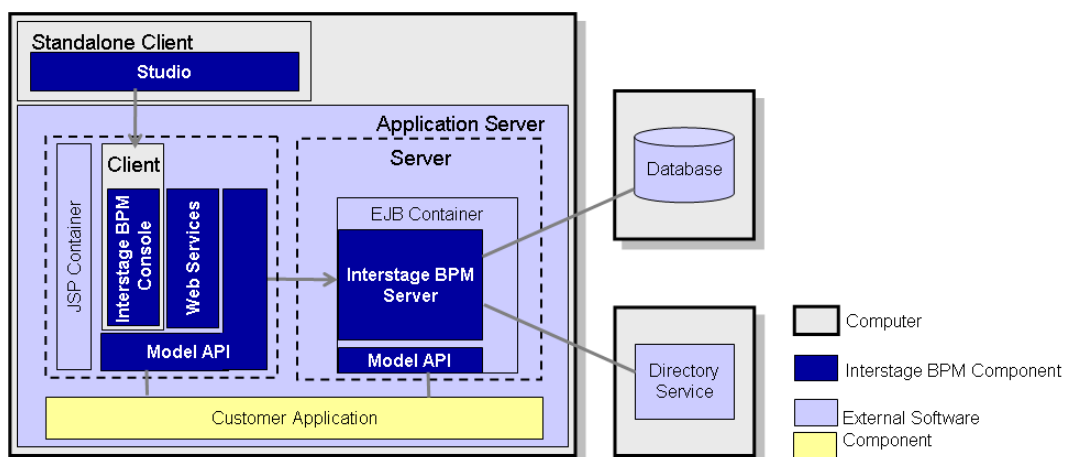 Standalone Client
Studio
Application Server
Client
Server
JSP Container
Interstage BPM
Console
Web Services
Model API
EJB Container
Interstage BPM
Server
Model API
Customer Application
Database
Directory
Service
Computer
Interstage BPM Component
External Software
Component